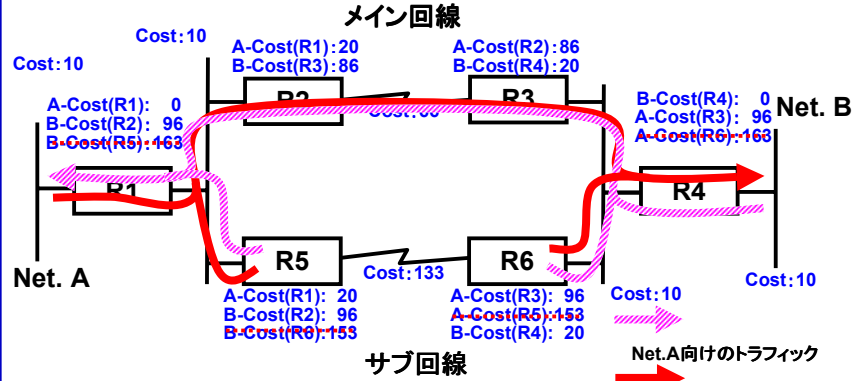 メイン回線
Cost:10
Cost:10
A-Cost(R1):20
B-Cost(R3):86
A-Cost(R2):86
B-Cost(R4):20
A-Cost(R1): 0
B-Cost(R2): 96
B-Cost(R5):163
B-Cost(R4): 0
A-Cost(R3): 96
A-Cost(R6):163
Net. B
R2
R3
R1
R4
Net. A
R5
Cost:133
R6
Cost:10
A-Cost(R1): 20
B-Cost(R2): 96
B-Cost(R6):153
A-Cost(R3): 96
A-Cost(R5):153
B-Cost(R4): 20
Cost:10
サブ回線
Net.A向けのトラフィック